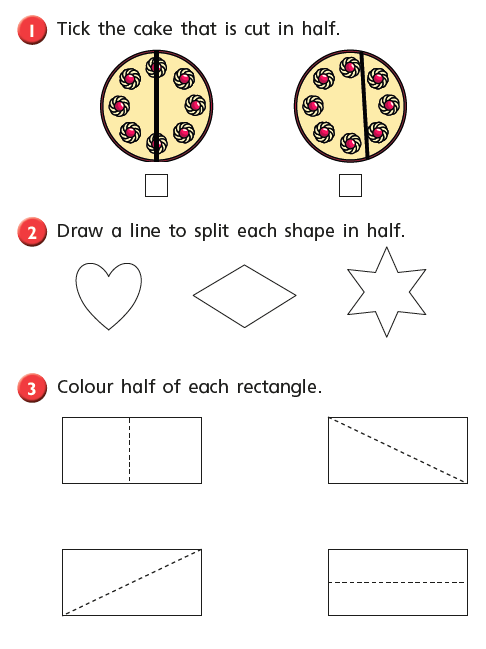 1 Tick the cake that is cut in half.
2 Draw a line to split each shape in half.
3 Colour half of each rectangle.